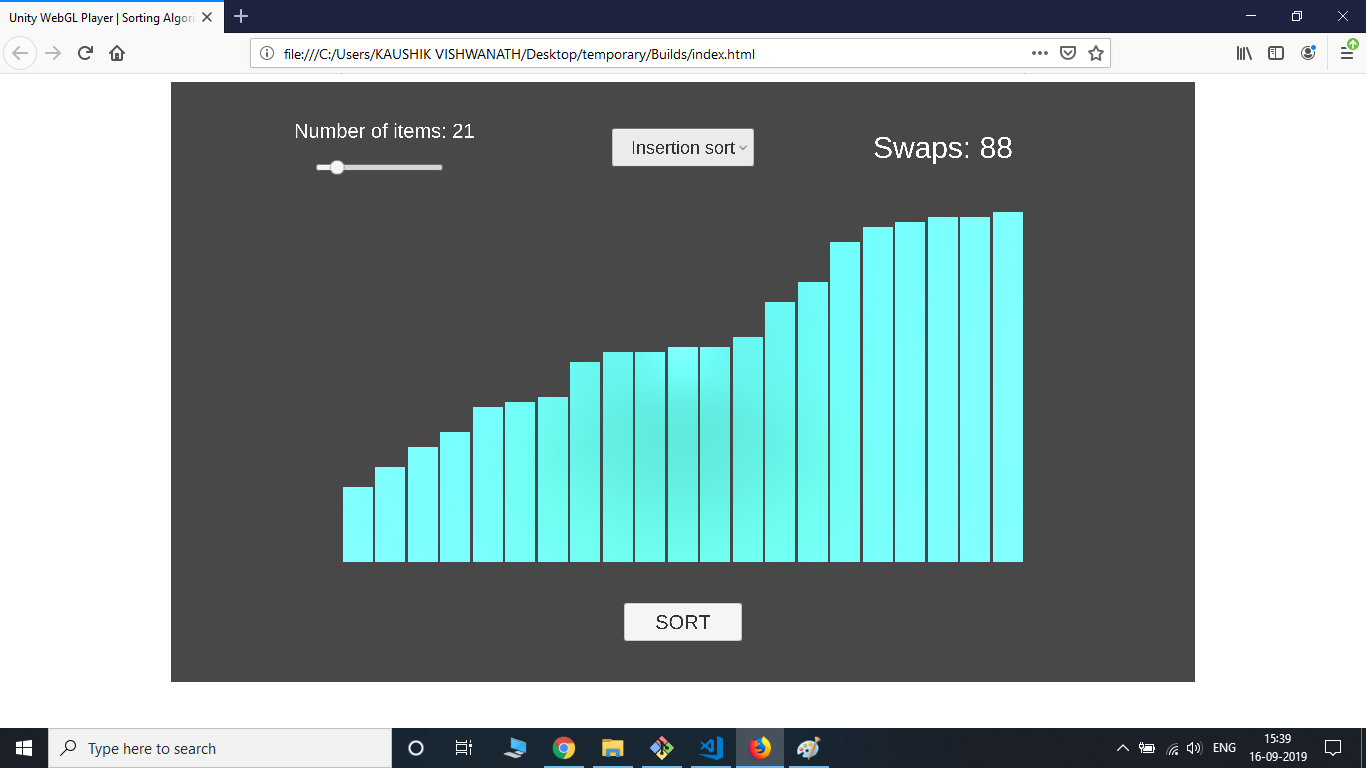 Unity WebGL Player | Sorting Algori
file:///C:/Users/KAUSHIK VISHWANATH/Desktop/temporary/Builds/index.html
Number of items: 21
Insertion sort
Swaps: 88
SORT
Type here to search
ENG
15:39
16-09-2019